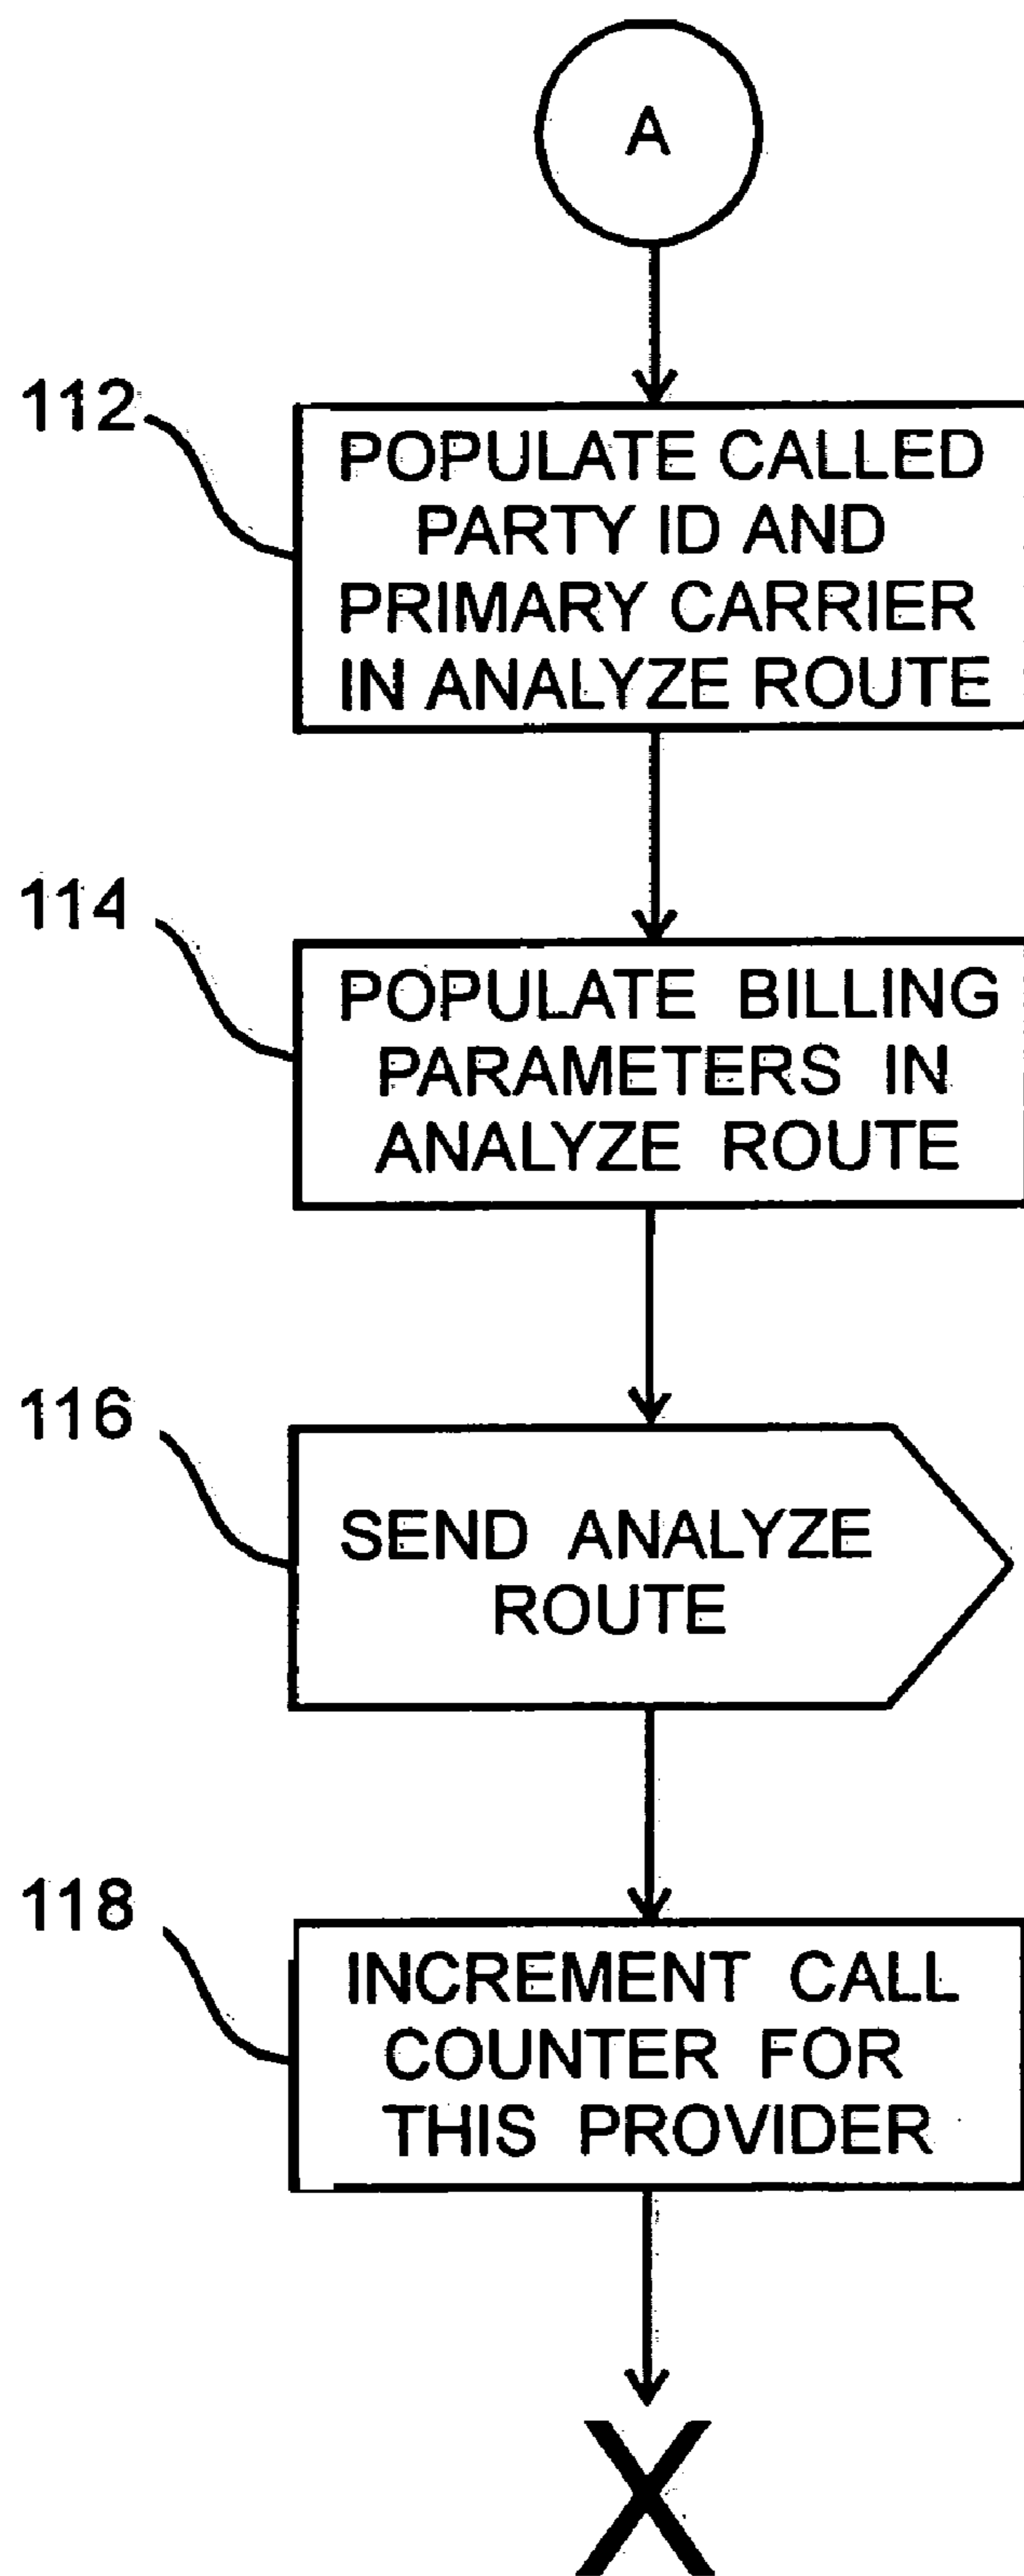 A
112
POPULATE CALLED
PARTY ID AND
PRIMARY CARRIER
IN ANALYZE ROUTE
114
POPULATE BILLING
PARAMETERS IN
ANALYZE ROUTE
116
SEND ANALYZE
ROUTE
118
INCREMENT CALL
COUNTER FOR
THIS PROVIDER
X